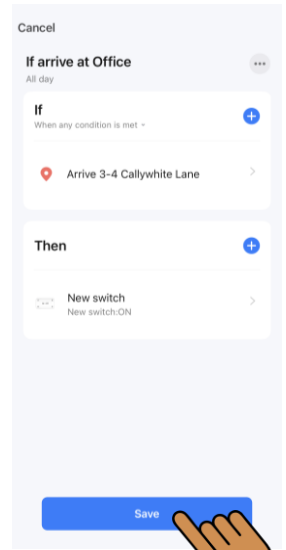 Cancel
If arrive at Office
All day
If
When any condition is met
Arrive 3-4 Callywhite Lane
Then
New switch
New switch:ON
Save